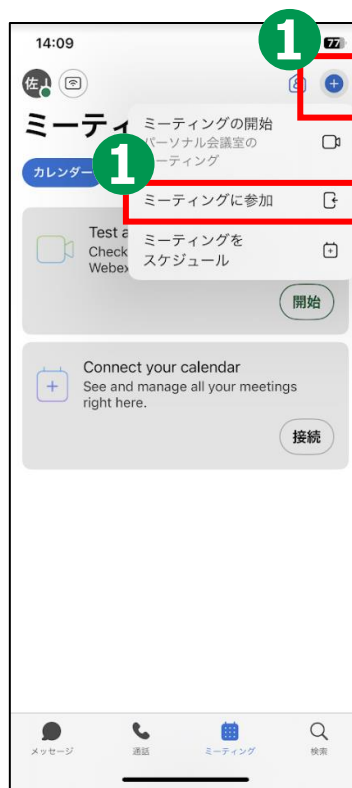 14:09
1
77
佐
ミーティ
ミーティングの開始
パーソナル会議室の
ミーティング
カレンダー
1
ミーティングに参加
Test a
Check
Webex
ミーティングを
スケジュール
開始
Connect your calendar
See and manage all your meetings
right here.
接続
メッセージ
通話
ミーティング
検索